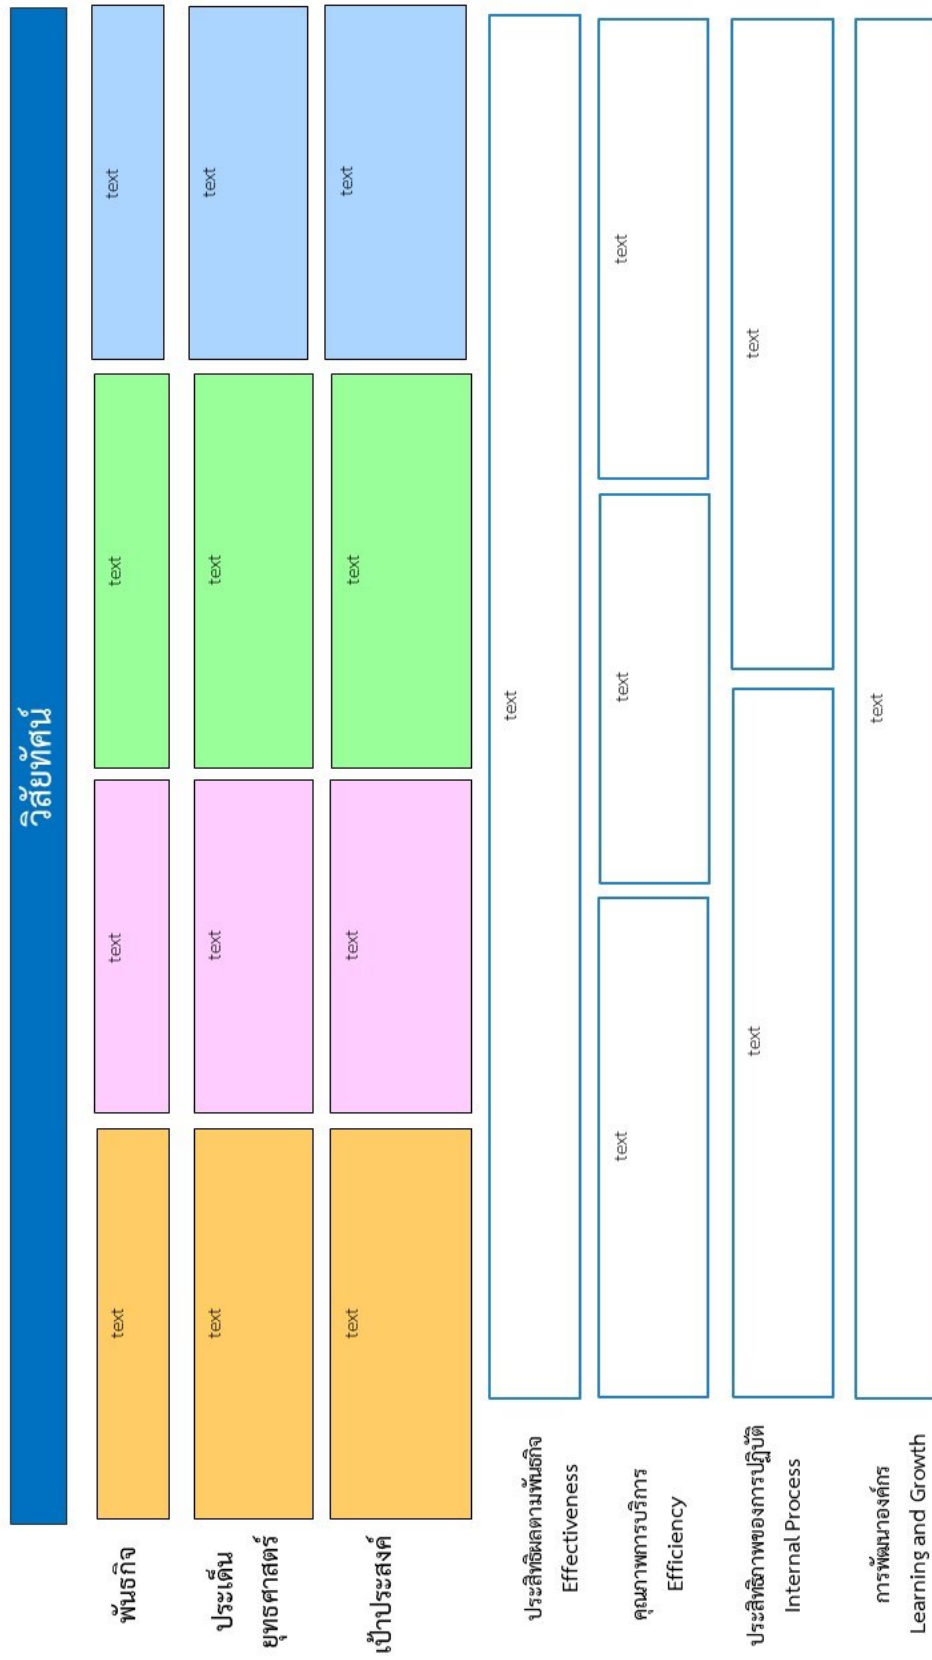 วิสัยทัศน์
พันธกิจ
text
text
text
text
ประเด็น
ยุทธศาสตร์
text
text
text
text
เป้าประสงค์
text
text
text
text
ประสิทธิผลตามพันธกิจ
Effectiveness
text
คุณภาพการบริการ
Efficiency
text
text
text
ประสิทธิภาพของการปฏิบัติ
Internal Process
text
text
การพัฒนาองค์กร
Learning and Growth
text